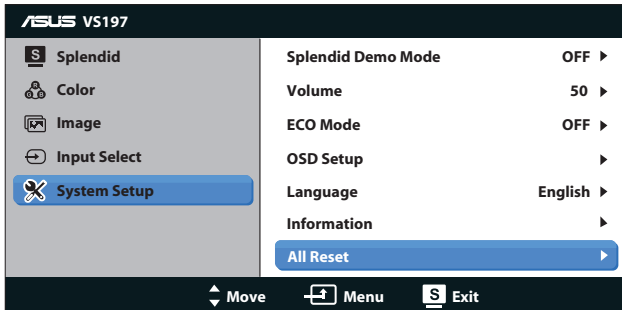 ASUS VS197
S Splendid
Color
Image
Input Select
System Setup
Splendid Demo Mode OFF
Volume 50
ECO Mode OFF
OSD Setup
Language English
Information
All Reset
Move Menu S Exit